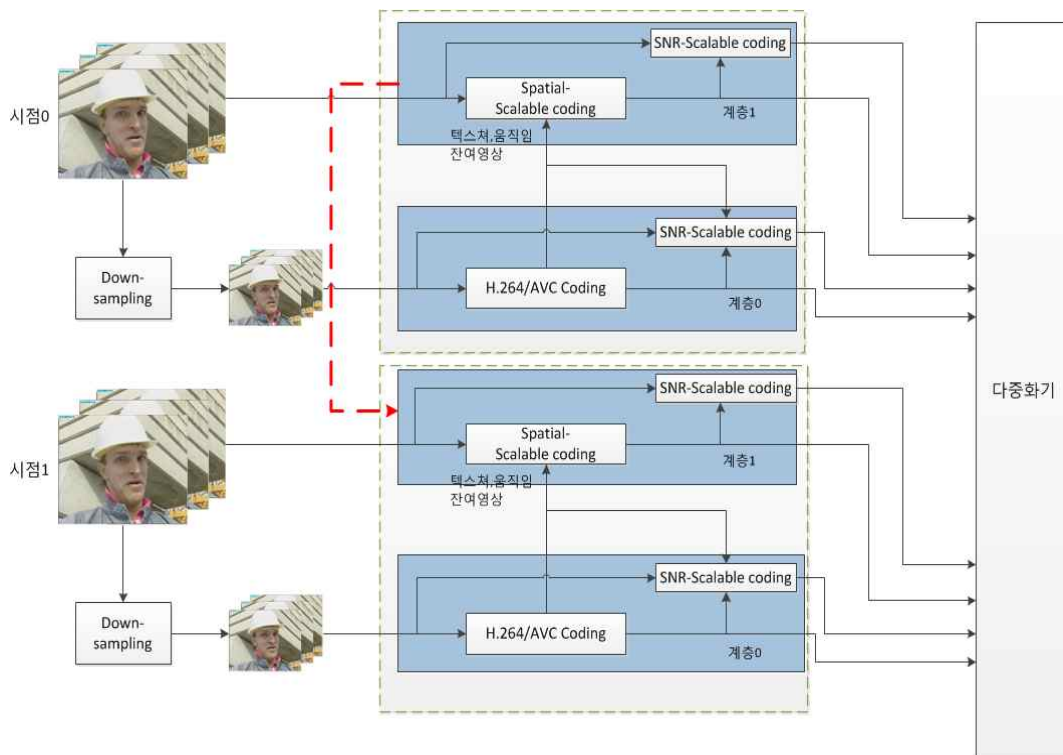 SNR-Scalable coding
시점0
Spatial-
Scalable coding
계층1
텍스쳐,움직임
잔여영상
SNR-Scalable coding
Down-
sampling
H.264/AVC Coding
계층0
다중화기
SNR-Scalable coding
시점1
Spatial-
Scalable coding
계층1
텍스쳐,움직임
잔여영상
SNR-Scalable coding
Down-
sampling
H.264/AVC Coding
계층0